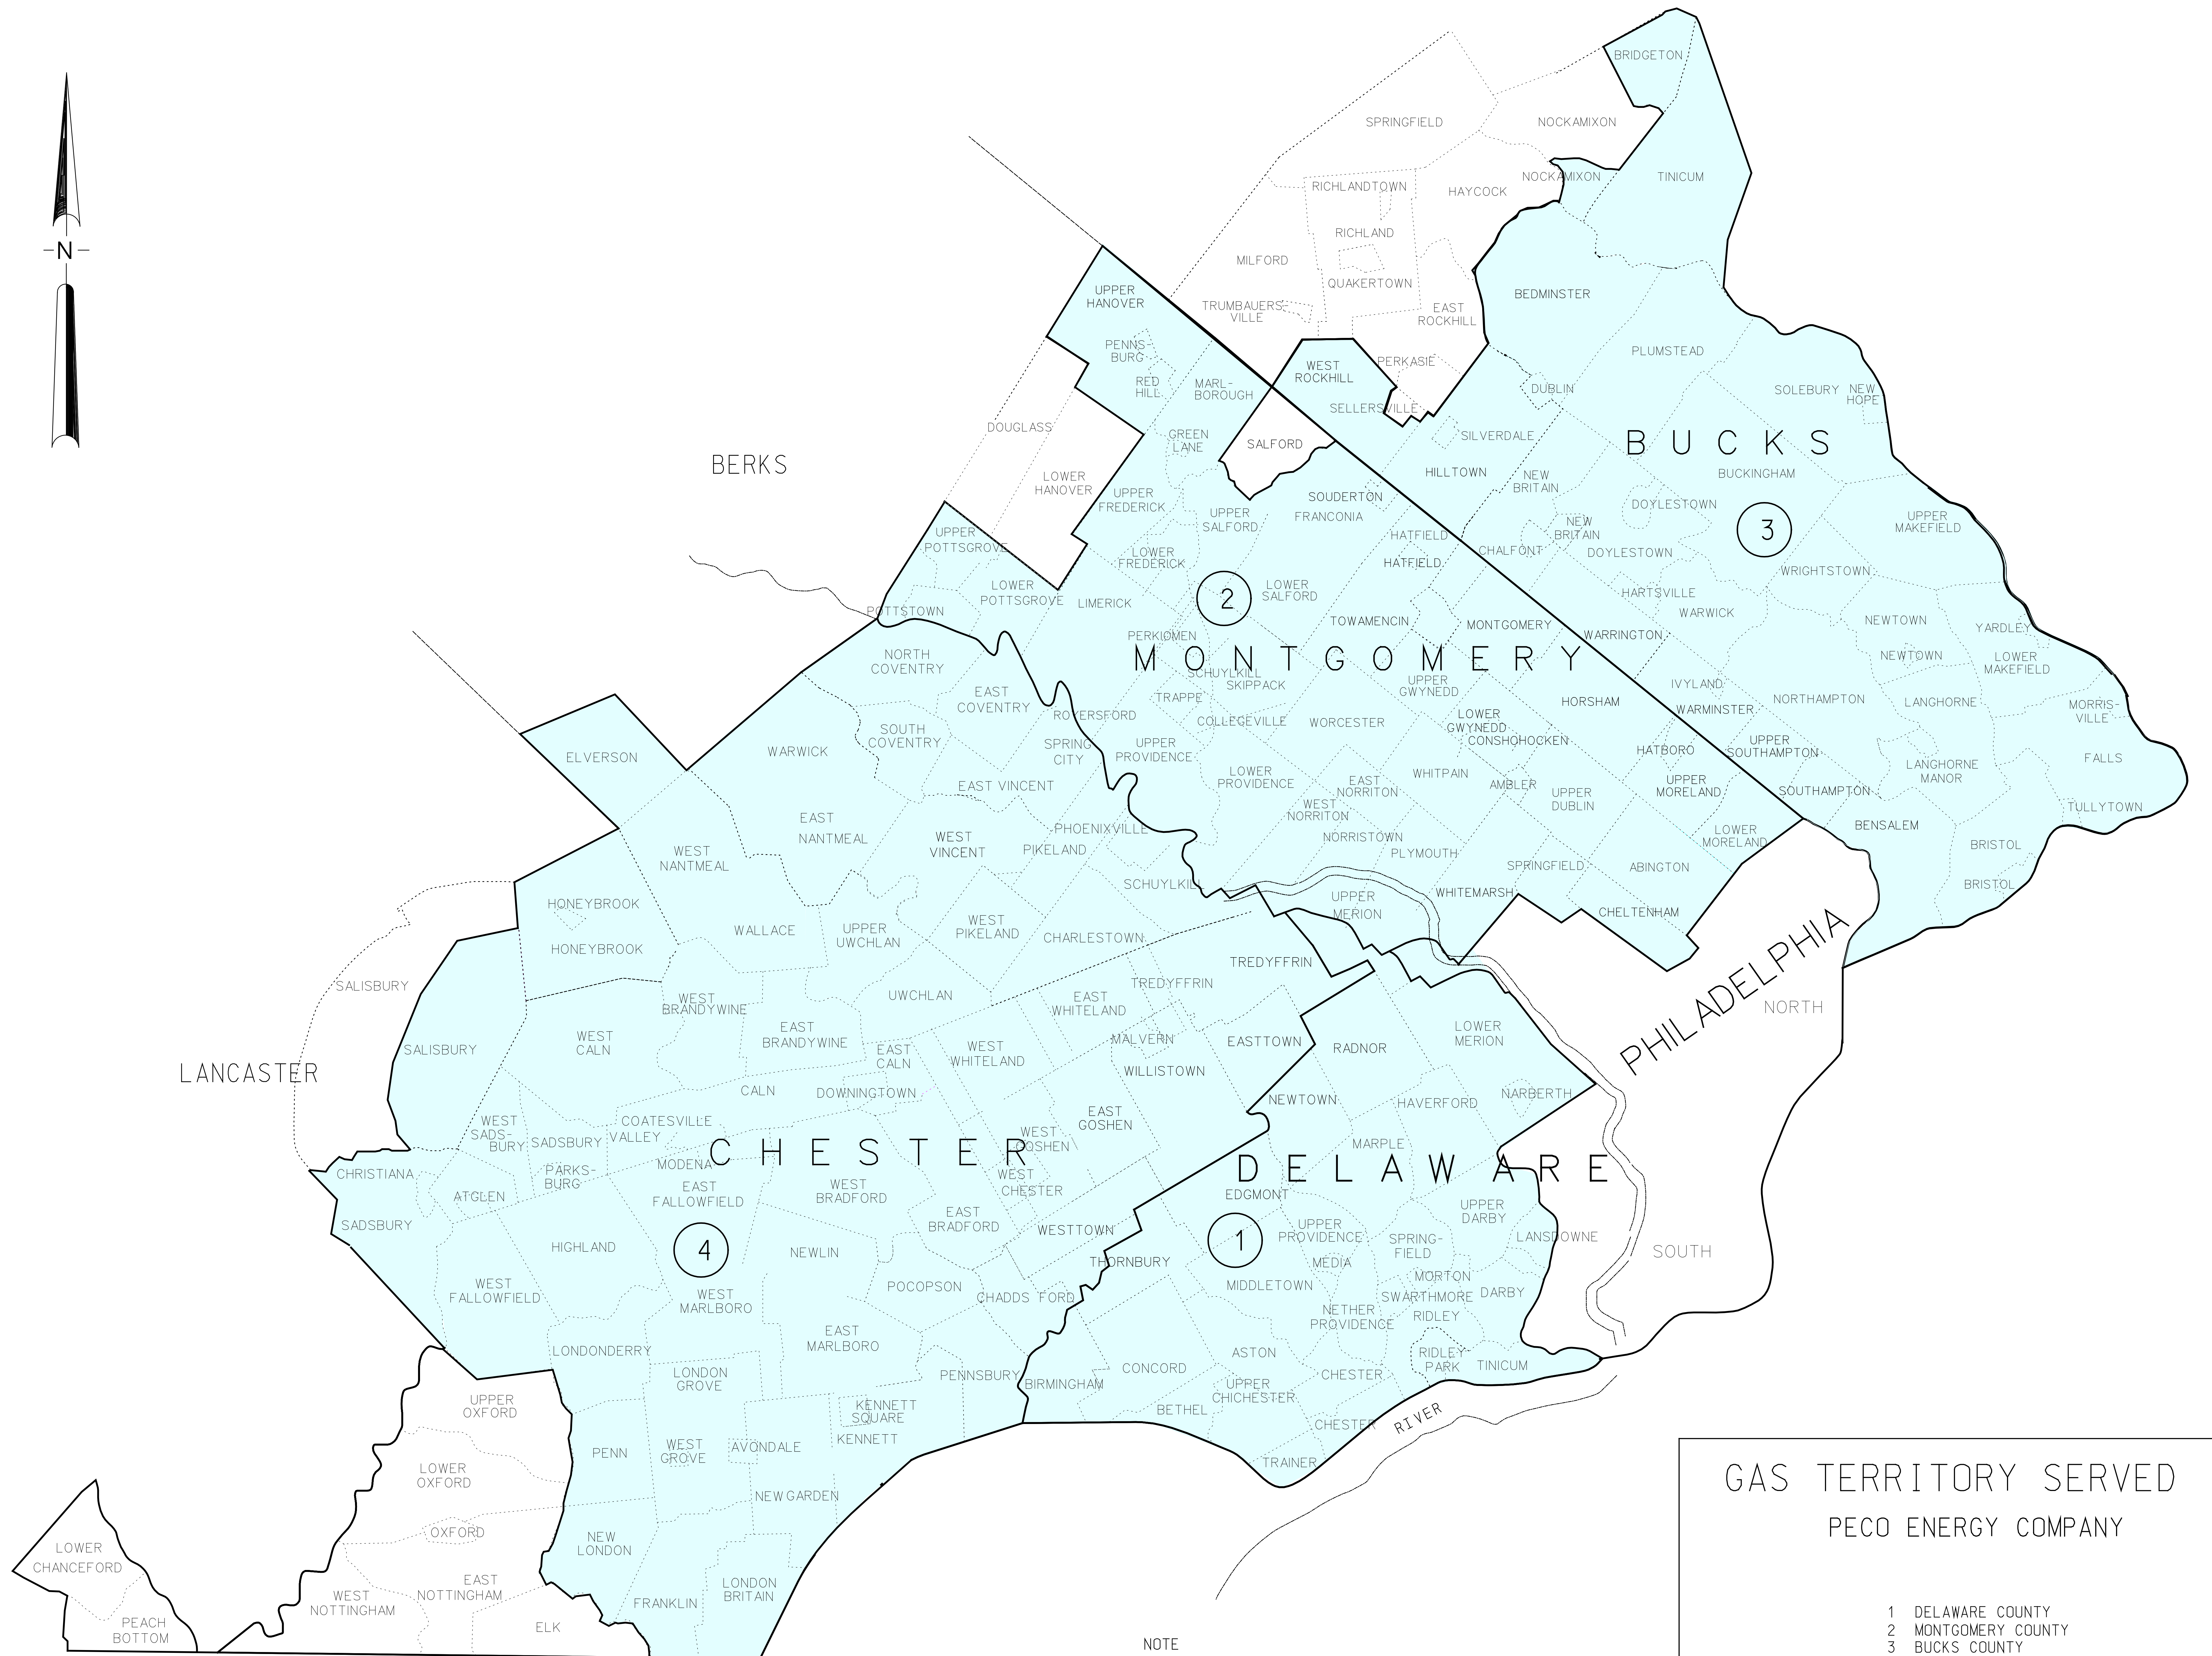 BRIDGETON
SPRINGFIELD
NOCKAMIXON
NOCKAMIXON
TINICUM
RICHLANDTOWN
HAYCOCK
RICHLAND
MILFORD
N
QUAKERTOWN
UPPER
HANOVER
BEDMINSTER
TRUMBAUERS-
VILLE
EAST
ROCKHILL
PENNS-
BURG
PLUMSTEAD
WEST
ROCKHILL
PERKASIE
RED
HILL
MARL-
BOROUGH
DUBLIN
SOLEBURY
NEW
HOPE
SELLERSVILLE
DOUGLASS
GREEN
LANE
SALFORD
SILVERDALE
BUCKS
BERKS
LOWER
HANOVER
HILLTOWN
BUCKINGHAM
NEW
BRITAIN
UPPER
FREDERICK
SOUDERTON
FRANCONIA
DOYLESTOWN
UPPER
SALFORD
UPPER
MAKEFIELD
3
NEW
BRITAIN
UPPER
POTTSGROVE
HATFIELD
CHALFONT
DOYLESTOWN
LOWER
FREDERICK
HATFIELD
WRIGHTSTOWN
LOWER
POTTSGROVE
LIMERICK
2
LOWER
SALFORD
HARTSVILLE
WARWICK
POTTSTOWN
TOWAMENCIN
MONTGOMERY
WARRINGTON
NEWTOWN
YARDLEY
PERKIOMEN
MONTGOMERY
NORTH
COVENTRY
NEWTOWN
LOWER
MAKEFIELD
SCHUYLKILL
SKIPPACK
UPPER
GWYNEDD
IVYLAND
EAST
COVENTRY
TRAPPE
HORSHAM
NORTHAMPTON
LANGHORNE
MORRIS-
VILLE
ROYERSFORD
COLLEGEVILLE
WORCESTER
LOWER
GWYNEDD
CONSHOHOCKEN
WARMINSTER
SOUTH
COVENTRY
WARWICK
SPRING
CITY
UPPER
PROVIDENCE
HATBORO
UPPER
SOUTHAMPTON
ELVERSON
FALLS
EAST VINCENT
LOWER
PROVIDENCE
EAST
NORRITON
WHITPAIN
AMBLER
UPPER
DUBLIN
UPPER
MORELAND
SOUTHAMPTON
LANGHORNE
MANOR
TULLYTOWN
EAST
NANTMEAL
WEST
NORRITON
WEST
VINCENT
PHOENIXVILLE
PIKELAND
NORRISTOWN
PLYMOUTH
LOWER
MORELAND
BENSALEM
BRISTOL
WEST
NANTMEAL
SPRINGFIELD
ABINGTON
SCHUYLKILL
WHITEMARSH
BRISTOL
HONEYBROOK
UPPER
MERION
CHELTENHAM
WALLACE
UPPER
UWCHLAN
WEST
PIKELAND
CHARLESTOWN
HONEYBROOK
PHILADELPHIA
TREDYFFRIN
SALISBURY
TREDYFFRIN
UWCHLAN
WEST
BRANDYWINE
EAST
WHITELAND
NORTH
LOWER
MERION
WEST
CALN
EAST
BRANDYWINE
SALISBURY
EAST
CALN
WEST
WHITELAND
MALVERN
EASTTOWN
RADNOR
LANCASTER
WILLISTOWN
CALN
DOWNINGTOWN
NEWTOWN
HAVERFORD
NARBERTH
WEST
SADS-
BURY
SADSBURY
COATESVILLE
VALLEY
EAST
GOSHEN
WEST
GOSHEN
MARPLE
CHESTER
DELAWARE
CHRISTIANA
PARKS-
BURG
MODENA
WEST
CHESTER
ATGLEN
EAST
FALLOWFIELD
WEST
BRADFORD
EDGMONT
SADSBURY
EAST
BRADFORD
WESTTOWN
UPPER
PROVIDENCE
UPPER
DARBY
SPRING-
FIELD
LANSDOWNE
HIGHLAND
4
NEWLIN
1
SOUTH
THORNBURY
MEDIA
WEST
FALLOWFIELD
POCOPSON
CHADDS FORD
MIDDLETOWN
MORTON
SWARTHMORE
DARBY
WEST
MARLBORO
NETHER
PROVIDENCE
RIDLEY
EAST
MARLBORO
LONDONDERRY
ASTON
RIDLEY
PARK
TINICUM
LONDON
GROVE
PENNSBURY
BIRMINGHAM
CONCORD
CHESTER
UPPER
CHICHESTER
UPPER
OXFORD
KENNETT
SQUARE
BETHEL
CHESTER
RIVER
KENNETT
PENN
WEST
GROVE
AVONDALE
TRAINER
LOWER
OXFORD
NEW GARDEN
OXFORD
NEW
LONDON
LOWER
CHANCEFORD
EAST
NOTTINGHAM
LONDON
BRITAIN
WEST
NOTTINGHAM
FRANKLIN
PEACH
BOTTOM
ELK
NOTE
GAS TERRITORY SERVED
PECO ENERGY COMPANY
1 DELAWARE COUNTY
2 MONTGOMERY COUNTY
3 BUCKS COUNTY